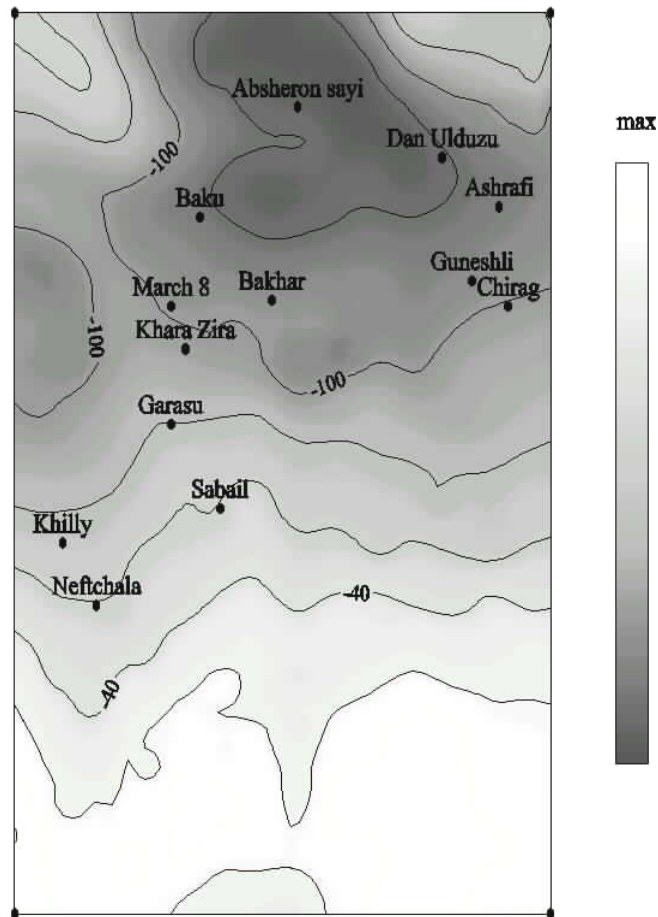 max
Absheron sayi
Dan Ulduzu
-100
Ashrafi
Baku
Guneshli
Bakhar
March 8
Chirag
Khara Zira
-100
-100
Garasu
Sabail
Khilly
Neftchala
-40
-40